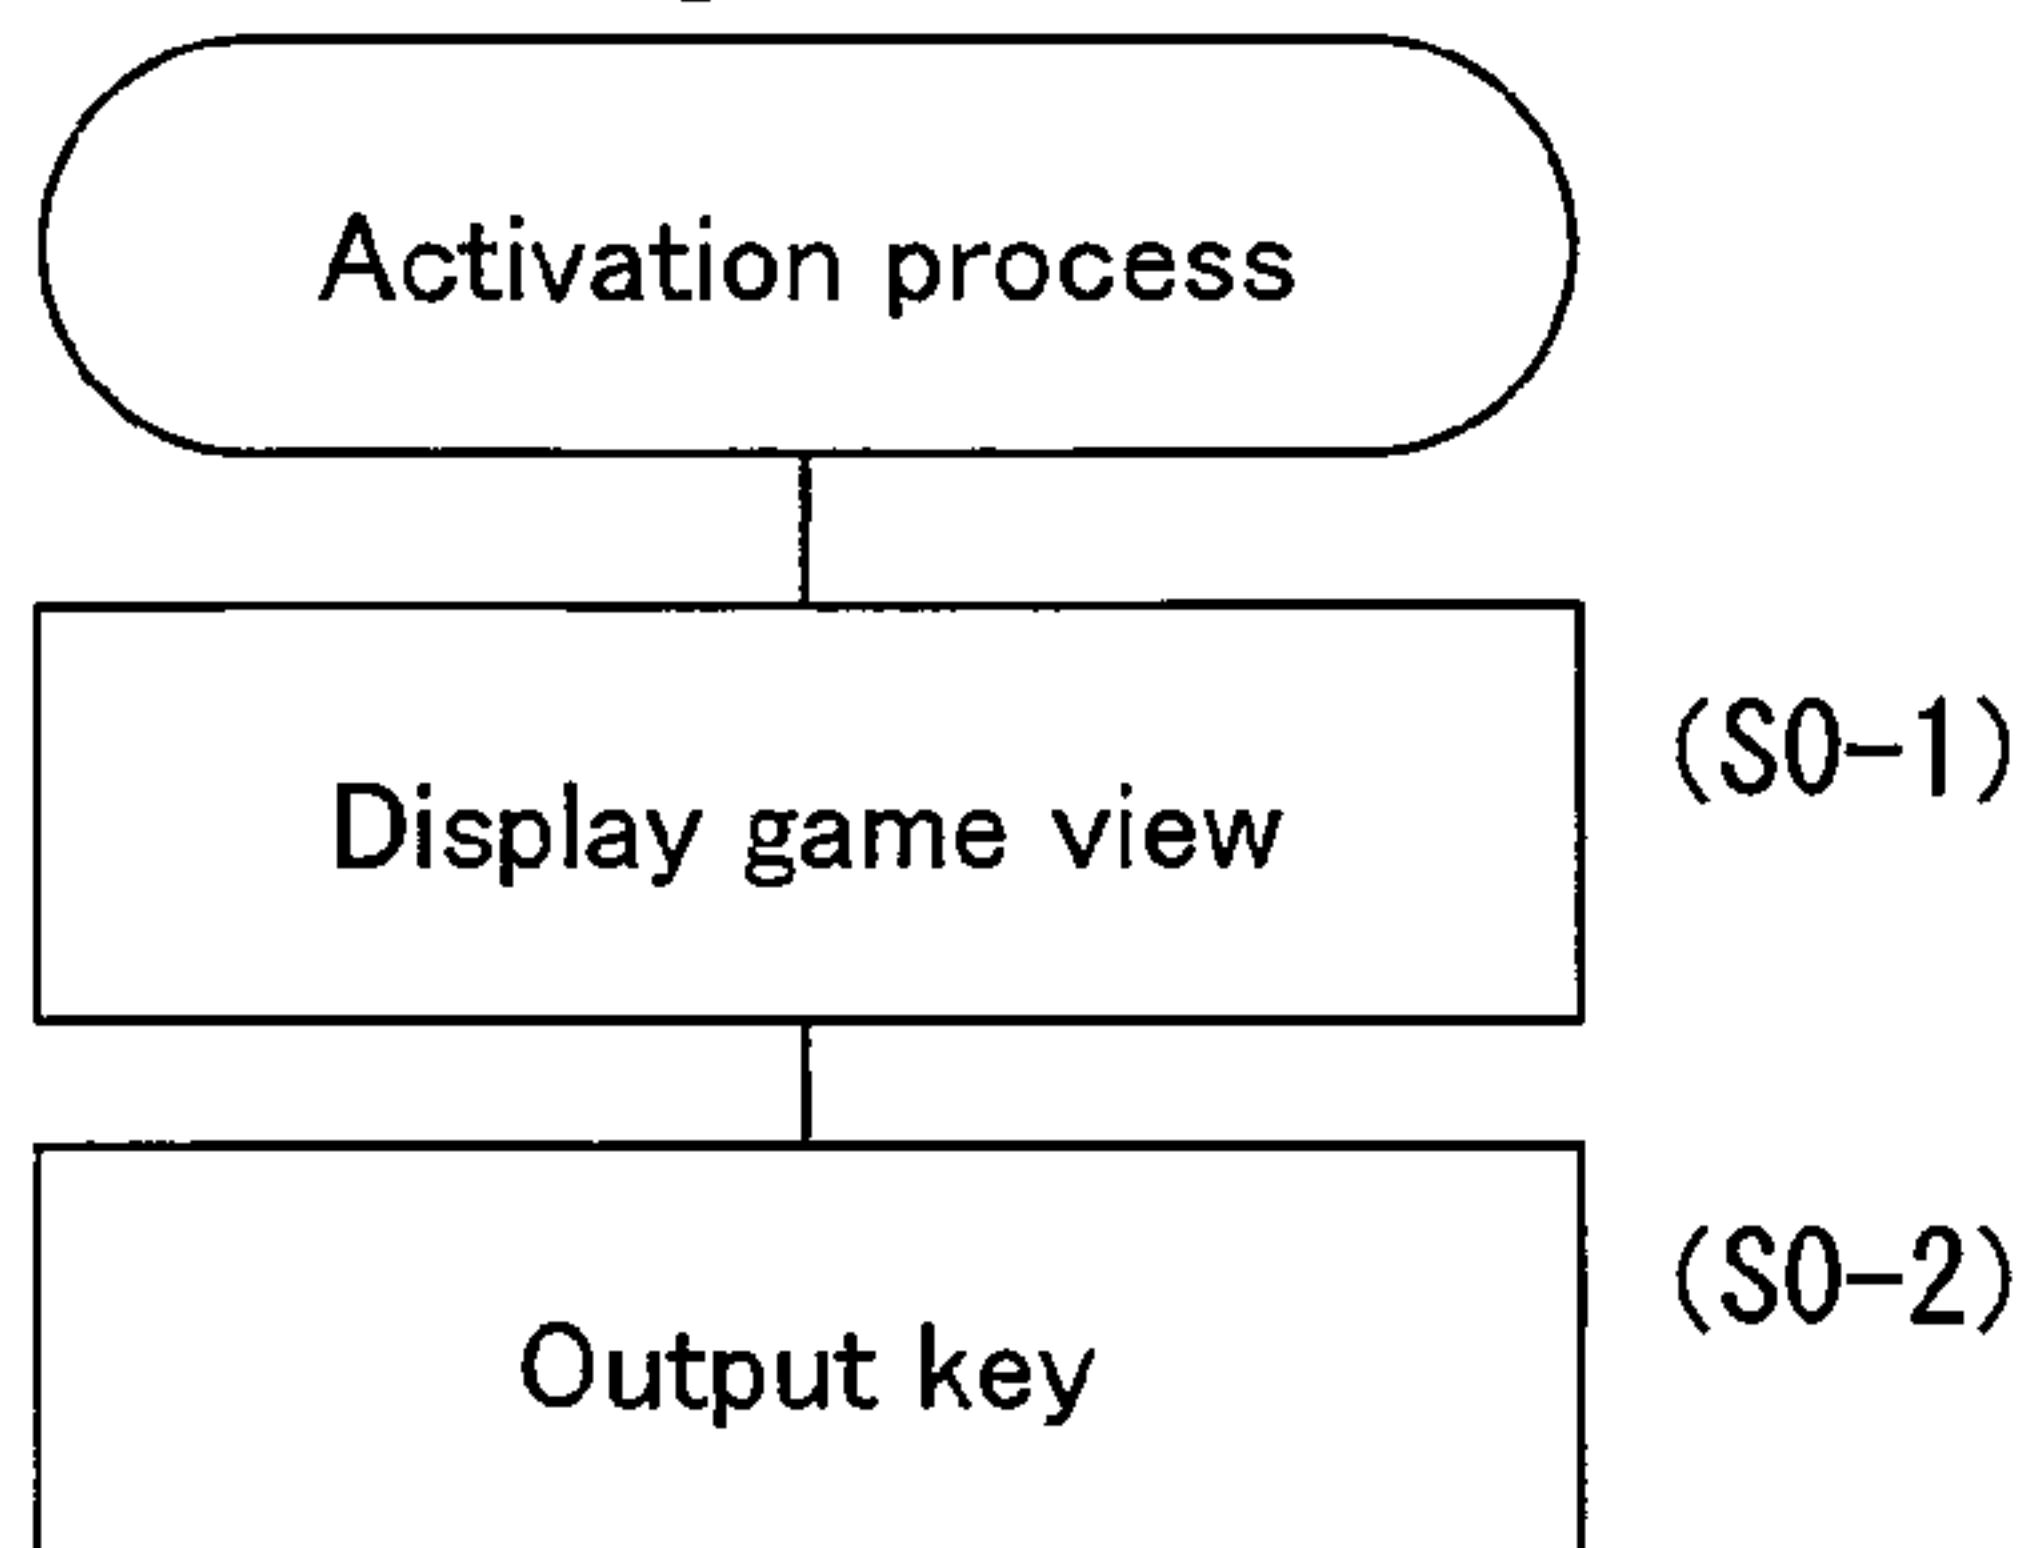 Activation process
(S0-1)
Display game view
(S0-2)
Output key